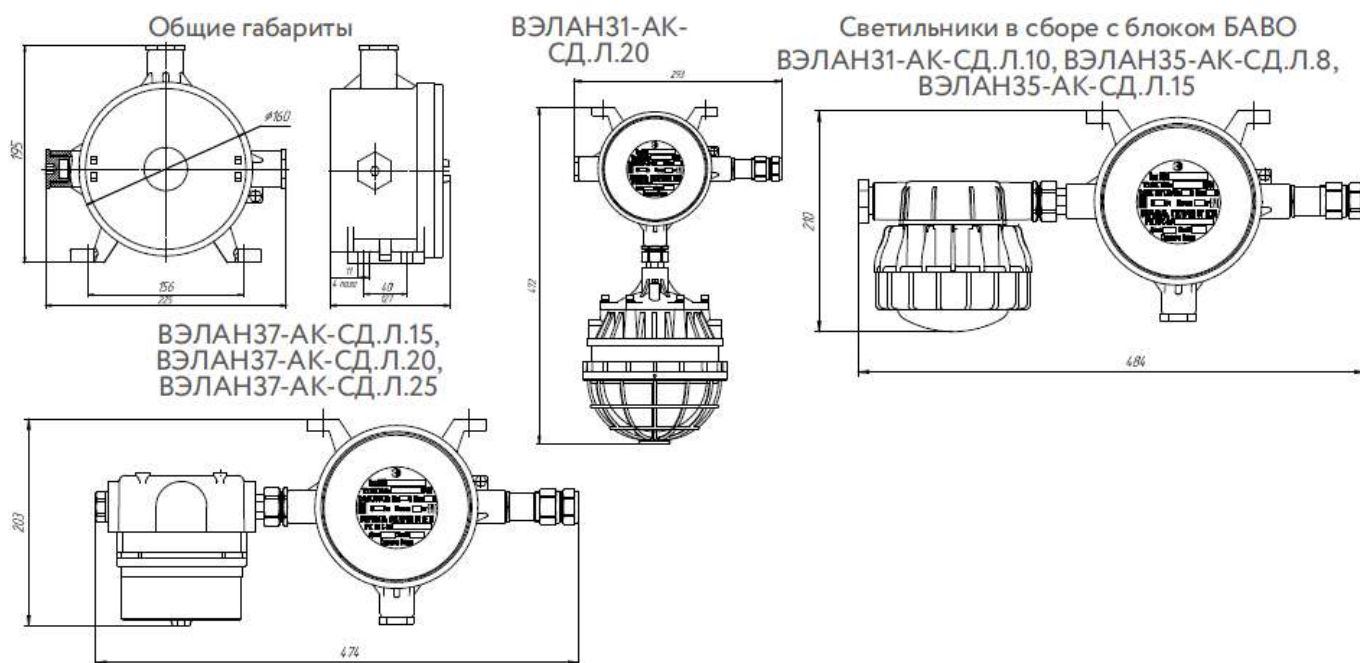 Общие габариты
195
ø160
156
225
11
4 паза
40
127
ВЭЛАН31-АК-
СД.Л.20
293
432
Светильники в сборе с блоком БАВО
ВЭЛАН31-АК-СД.Л.10, ВЭЛАН35-АК-СД.Л.8,
ВЭЛАН35-АК-СД.Л.15
210
484
ВЭЛАН37-АК-СД.Л.15,
ВЭЛАН37-АК-СД.Л.20,
ВЭЛАН37-АК-СД.Л.25
203
474